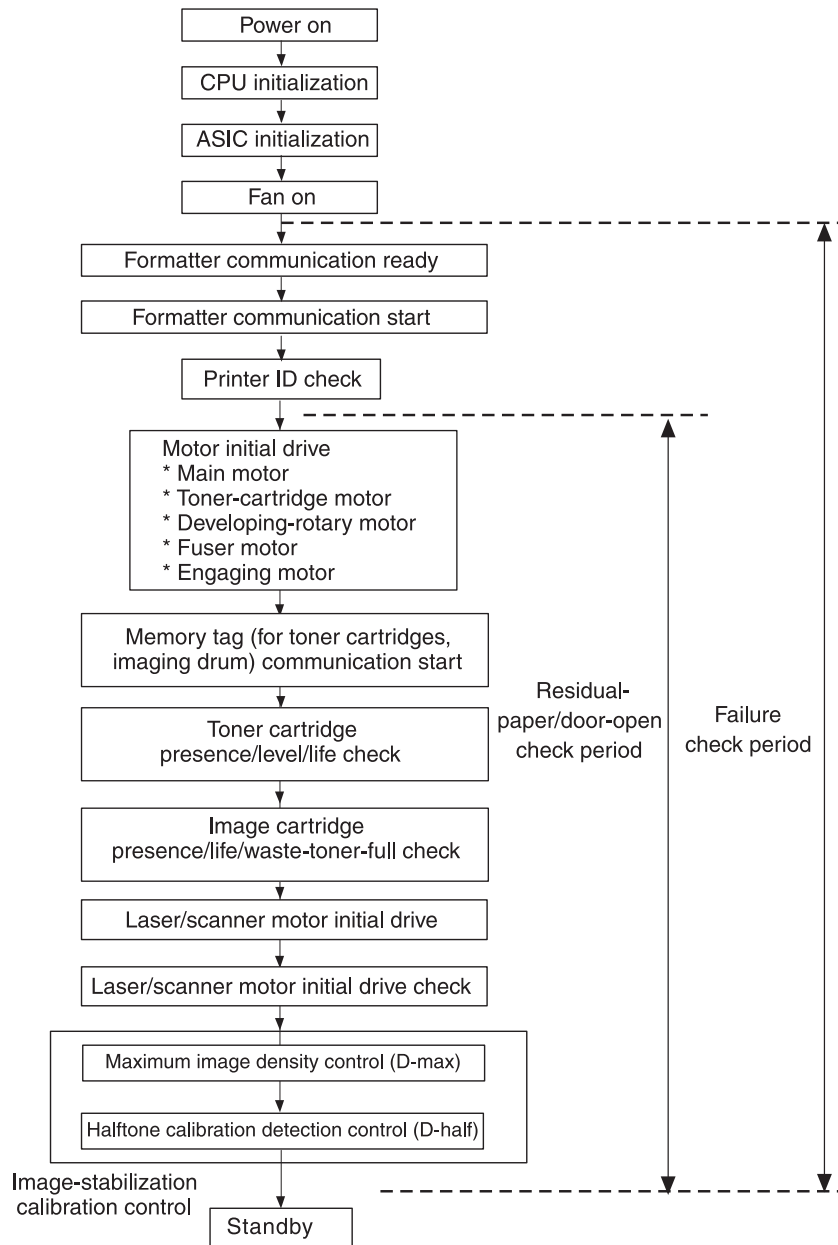 Power on
CPU initialization
ASIC initialization
Fan on
Formatter communication ready
Formatter communication start
Printer ID check
Motor initial drive
* Main motor
* Toner-cartridge motor
* Developing-rotary motor
* Fuser motor
* Engaging motor
Memory tag (for toner cartridges,
imaging drum) communication start
Toner cartridge
presence/level/life check
Image cartridge
presence/life/waste-toner-full check
Laser/scanner motor initial drive
Laser/scanner motor initial drive check
Maximum image density control (D-max)
Halftone calibration detection control (D-half)
Image-stabilization
calibration control
Standby
Residual-
paper/door-open
check period
Failure
check period